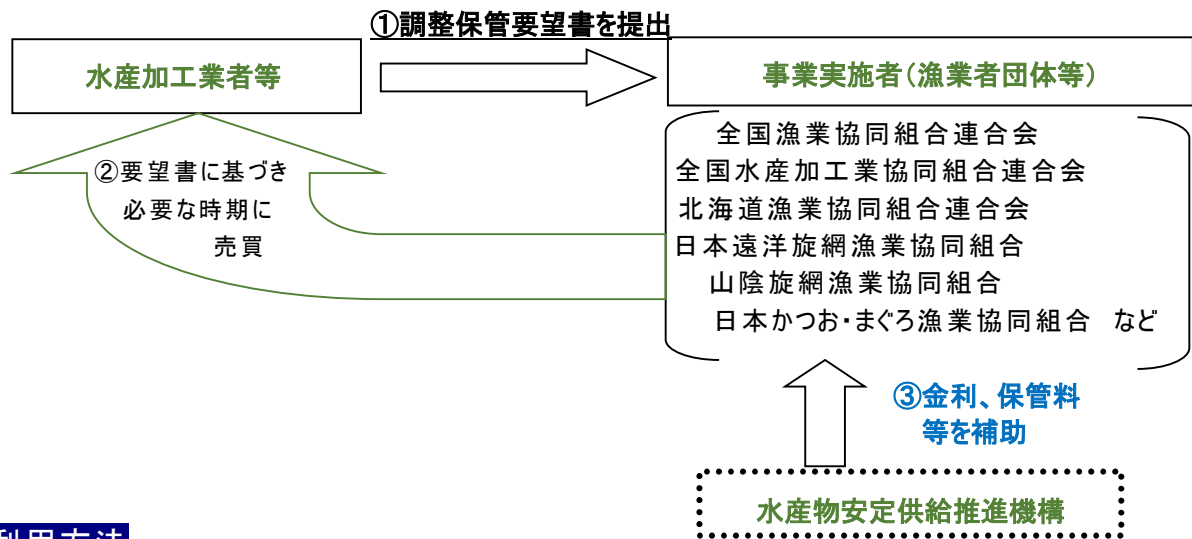 ①調整保管要望書を提出
水産加工業者等
事業実施者(漁業者団体等)
②要望書に基づき
必要な時期に
売買
全国漁業協同組合連合会
全国水産加工業協同組合連合会
北海道漁業協同組合連合会
日本遠洋旋網漁業協同組合
山陰旋網漁業協同組合
日本かつお・まぐろ漁業協同組合 など
③金利、保管料
等を補助
水産物安定供給推進機構
利用方法